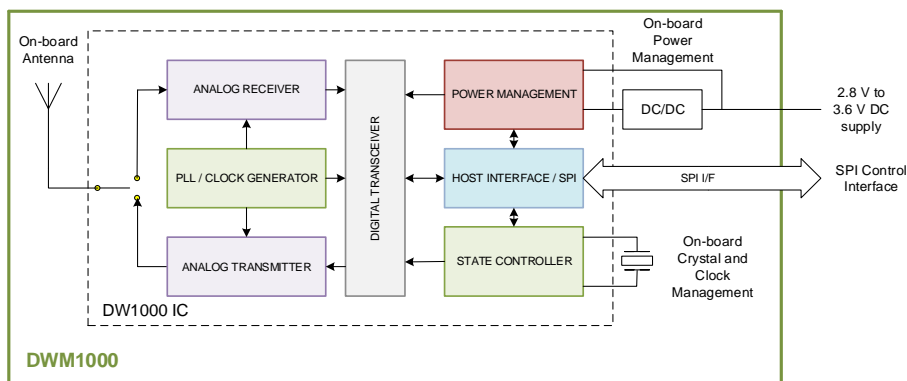 On-board
Antenna
ANALOG RECEIVER
PLL / CLOCK GENERATOR
ANALOG TRANSMITTER
DIGITAL TRANSCEIVER
POWER MANAGEMENT
HOST INTERFACE / SPI
STATE CONTROLLER
On-board
Power
Management
DC/DC
2.8 V to
3.6 V DC
supply
SPI I/F
SPI Control
Interface
On-board
Crystal and
Clock
Management
DW1000 IC
DWM1000